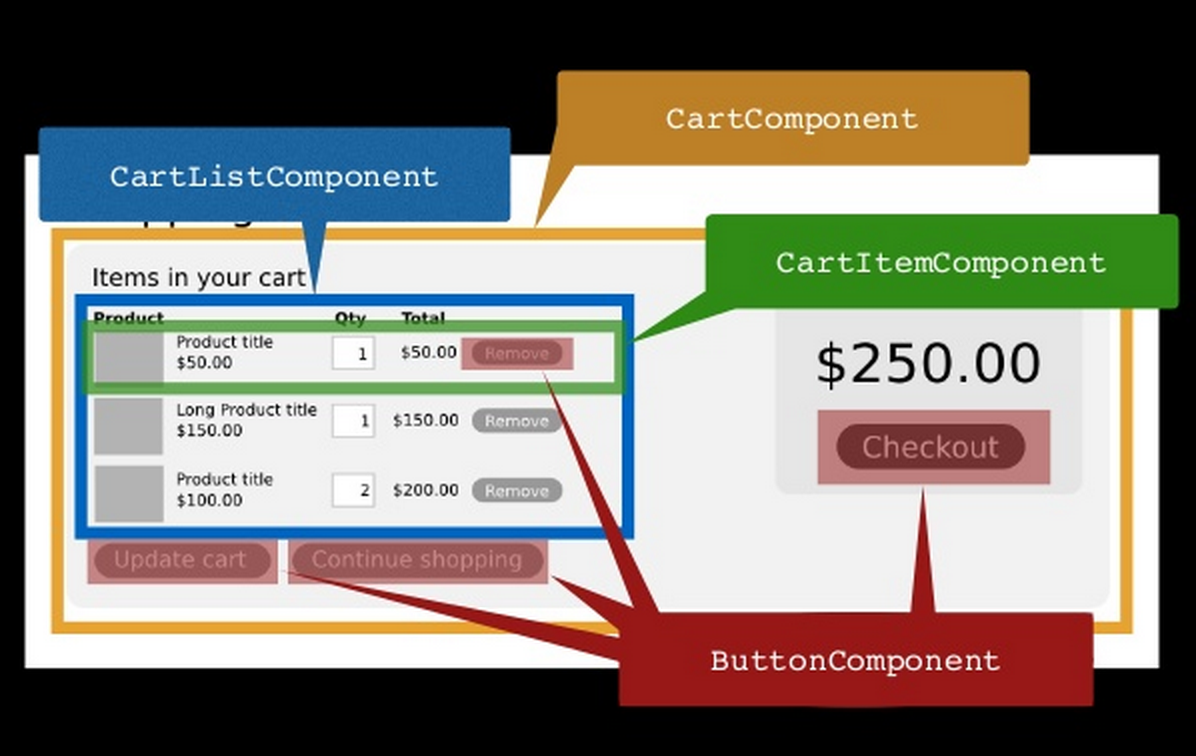 CartComponent
CartListComponent
CartItemComponent
Items in your cart
Product Qty Total
Product title
$50.00
1 $50.00 Remove
Long Product title
$150.00
1 $150.00 Remove
Product title
$100.00
2 $200.00 Remove
$250.00
Checkout
Update cart Continue shopping
ButtonComponent